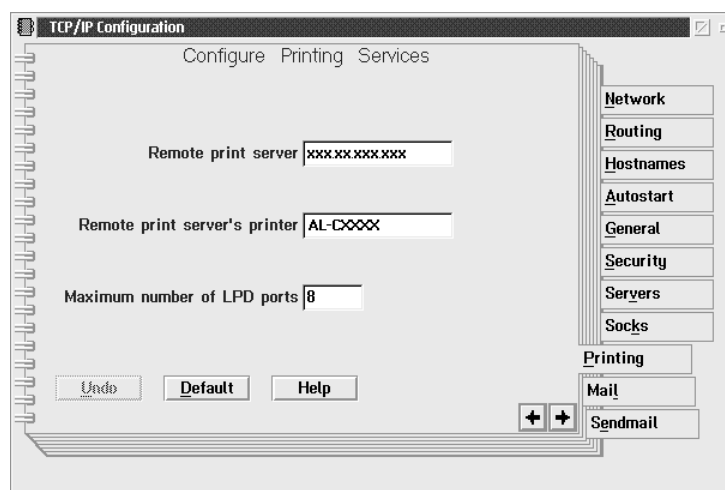 TCP/IP Configuration
Configure Printing Services
Remote print server xxx.xx.xxx.xxx
Remote print server's printer AL-CXXXX
Maximum number of LPD ports 8
Undo Default Help
Network
Routing
Hostnames
Autostart
General
Security
Servers
Socks
Printing
Mail
Sendmail